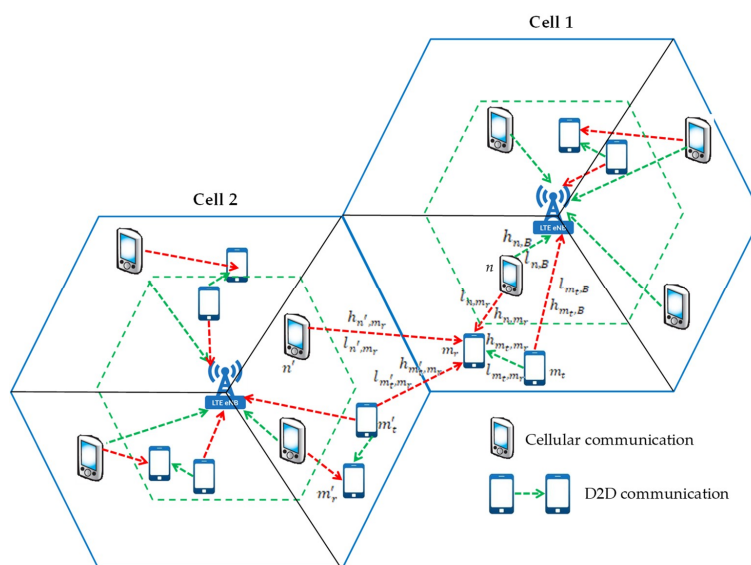 Cell 1
Cell 2
LTE eNB
h_{n,B}
l_{n,B}
n
l_{n,m_r}
h_{n,m_r}
l_{m_t,B}
h_{m_t,B}
h_{n',m_r}
l_{n',m_r}
n'
m_r
h_{m_t,m_r}
l_{m_t,m_r}
m_t
h_{m'_t,m_r}
l_{m'_t,m_r}
LTE eNB
m'_t
m'_r
Cellular communication
D2D communication